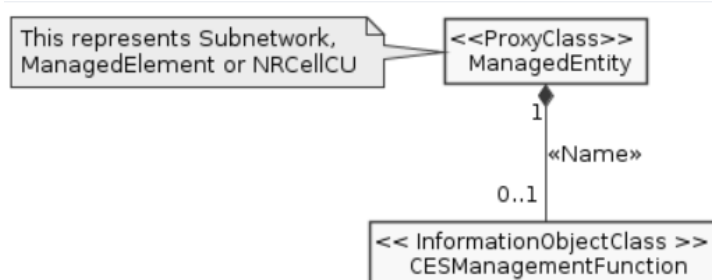 This represents Subnetwork,
ManagedElement or NRCellCU
<<ProxyClass>>
ManagedEntity
1
«Name»
0..1
<< InformationObjectClass >>
CESManagementFunction